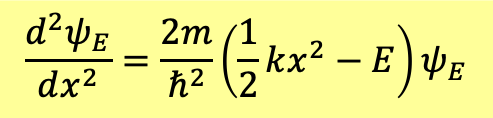 d²ψ_E/dx² = 2m/ħ² (1/2 kx² − E) ψ_E